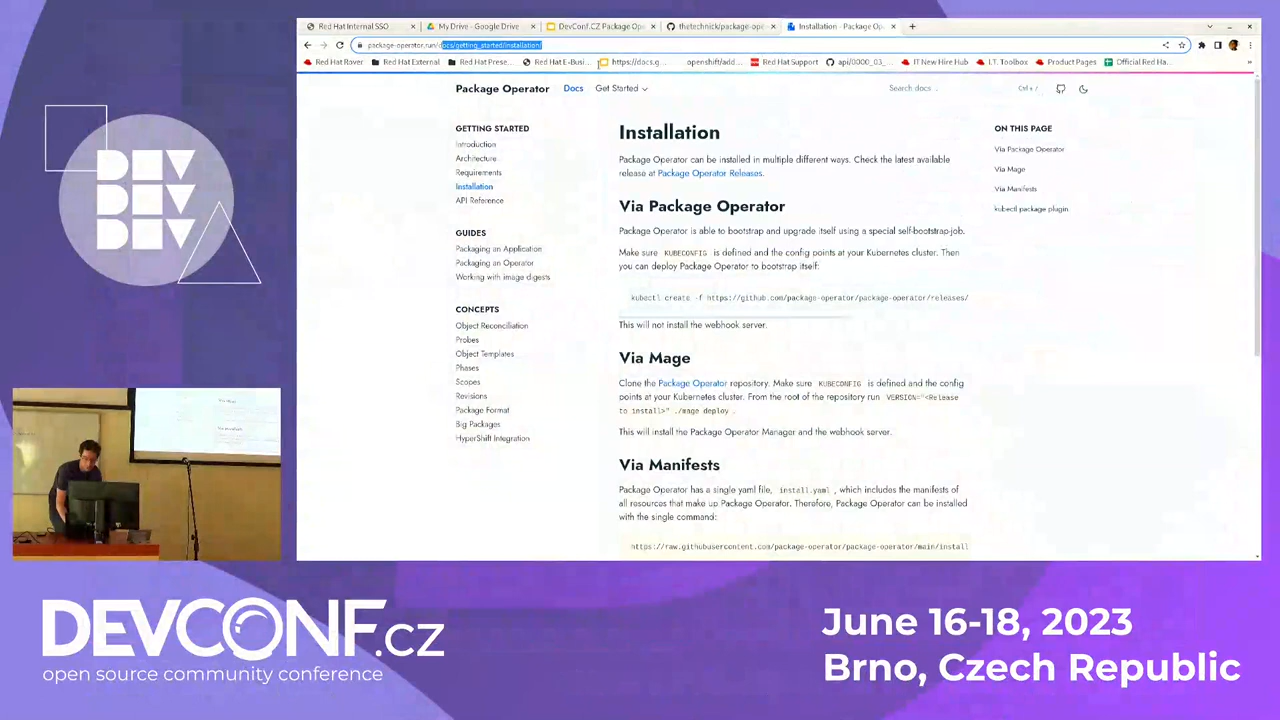 Red Hat Internal SSO
My Drive - Google Drive
DevConf.CZ Package Ope
thetechnick/package-ope
Installation - Package Op
package-operator.run/docs/getting_started/installation/
Red Hat Rover
Red Hat External
Red Hat Prese...
Red Hat E-Busi...
https://docs.g...
openshift/add...
Red Hat Support
api/0000_03_...
IT New Hire Hub
I.T. Toolbox
Product Pages
Official Red Ha...
Package Operator
Docs
Get Started
Search docs...
Ctrl + /
GETTING STARTED
Introduction
Architecture
Requirements
Installation
API Reference
GUIDES
Packaging an Application
Packaging an Operator
Working with image digests
CONCEPTS
Object Reconciliation
Probes
Object Templates
Phases
Scopes
Revisions
Package Format
Big Packages
HyperShift Integration
Installation
Package Operator can be installed in multiple different ways. Check the latest available
release at Package Operator Releases.
Via Package Operator
Package Operator is able to bootstrap and upgrade itself using a special self-bootstrap-job.
Make sure KUBECONFIG is defined and the config points at your Kubernetes cluster. Then
you can deploy Package Operator to bootstrap itself:
kubectl create -f https://github.com/package-operator/package-operator/releases/
This will not install the webhook server.
Via Mage
Clone the Package Operator repository. Make sure KUBECONFIG is defined and the config
points at your Kubernetes cluster. From the root of the repository run VERSION="<Release
to install>" ./mage deploy .
This will install the Package Operator Manager and the webhook server.
Via Manifests
Package Operator has a single yaml file, install.yaml , which includes the manifests of
all resources that make up Package Operator. Therefore, Package Operator can be installed
with the single command:
https://raw.githubusercontent.com/package-operator/package-operator/main/install
ON THIS PAGE
Via Package Operator
Via Mage
Via Manifests
kubectl package plugin
DEV
DEV
DEV
DEVCONF.cz
open source community conference
June 16-18, 2023
Brno, Czech Republic